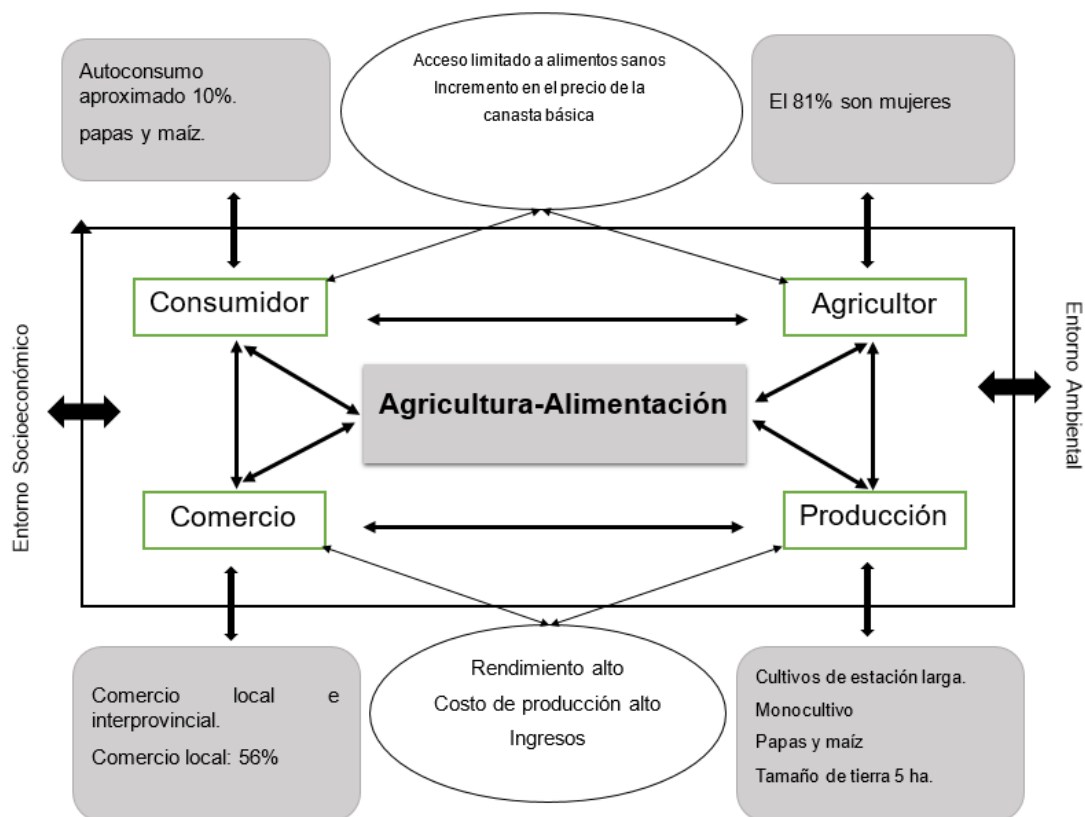 Autoconsumo
aproximado 10%.
papas y maíz.
Acceso limitado a alimentos sanos
Incremento en el precio de la
canasta básica
El 81% son mujeres
Consumidor
Agricultor
Entorno Socioeconómico
Agricultura-Alimentación
Entorno Ambiental
Comercio
Producción
Comercio local e
interprovincial.
Comercio local: 56%
Rendimiento alto
Costo de producción alto
Ingresos
Cultivos de estación larga.
Monocultivo
Papas y maíz
Tamaño de tierra 5 ha.